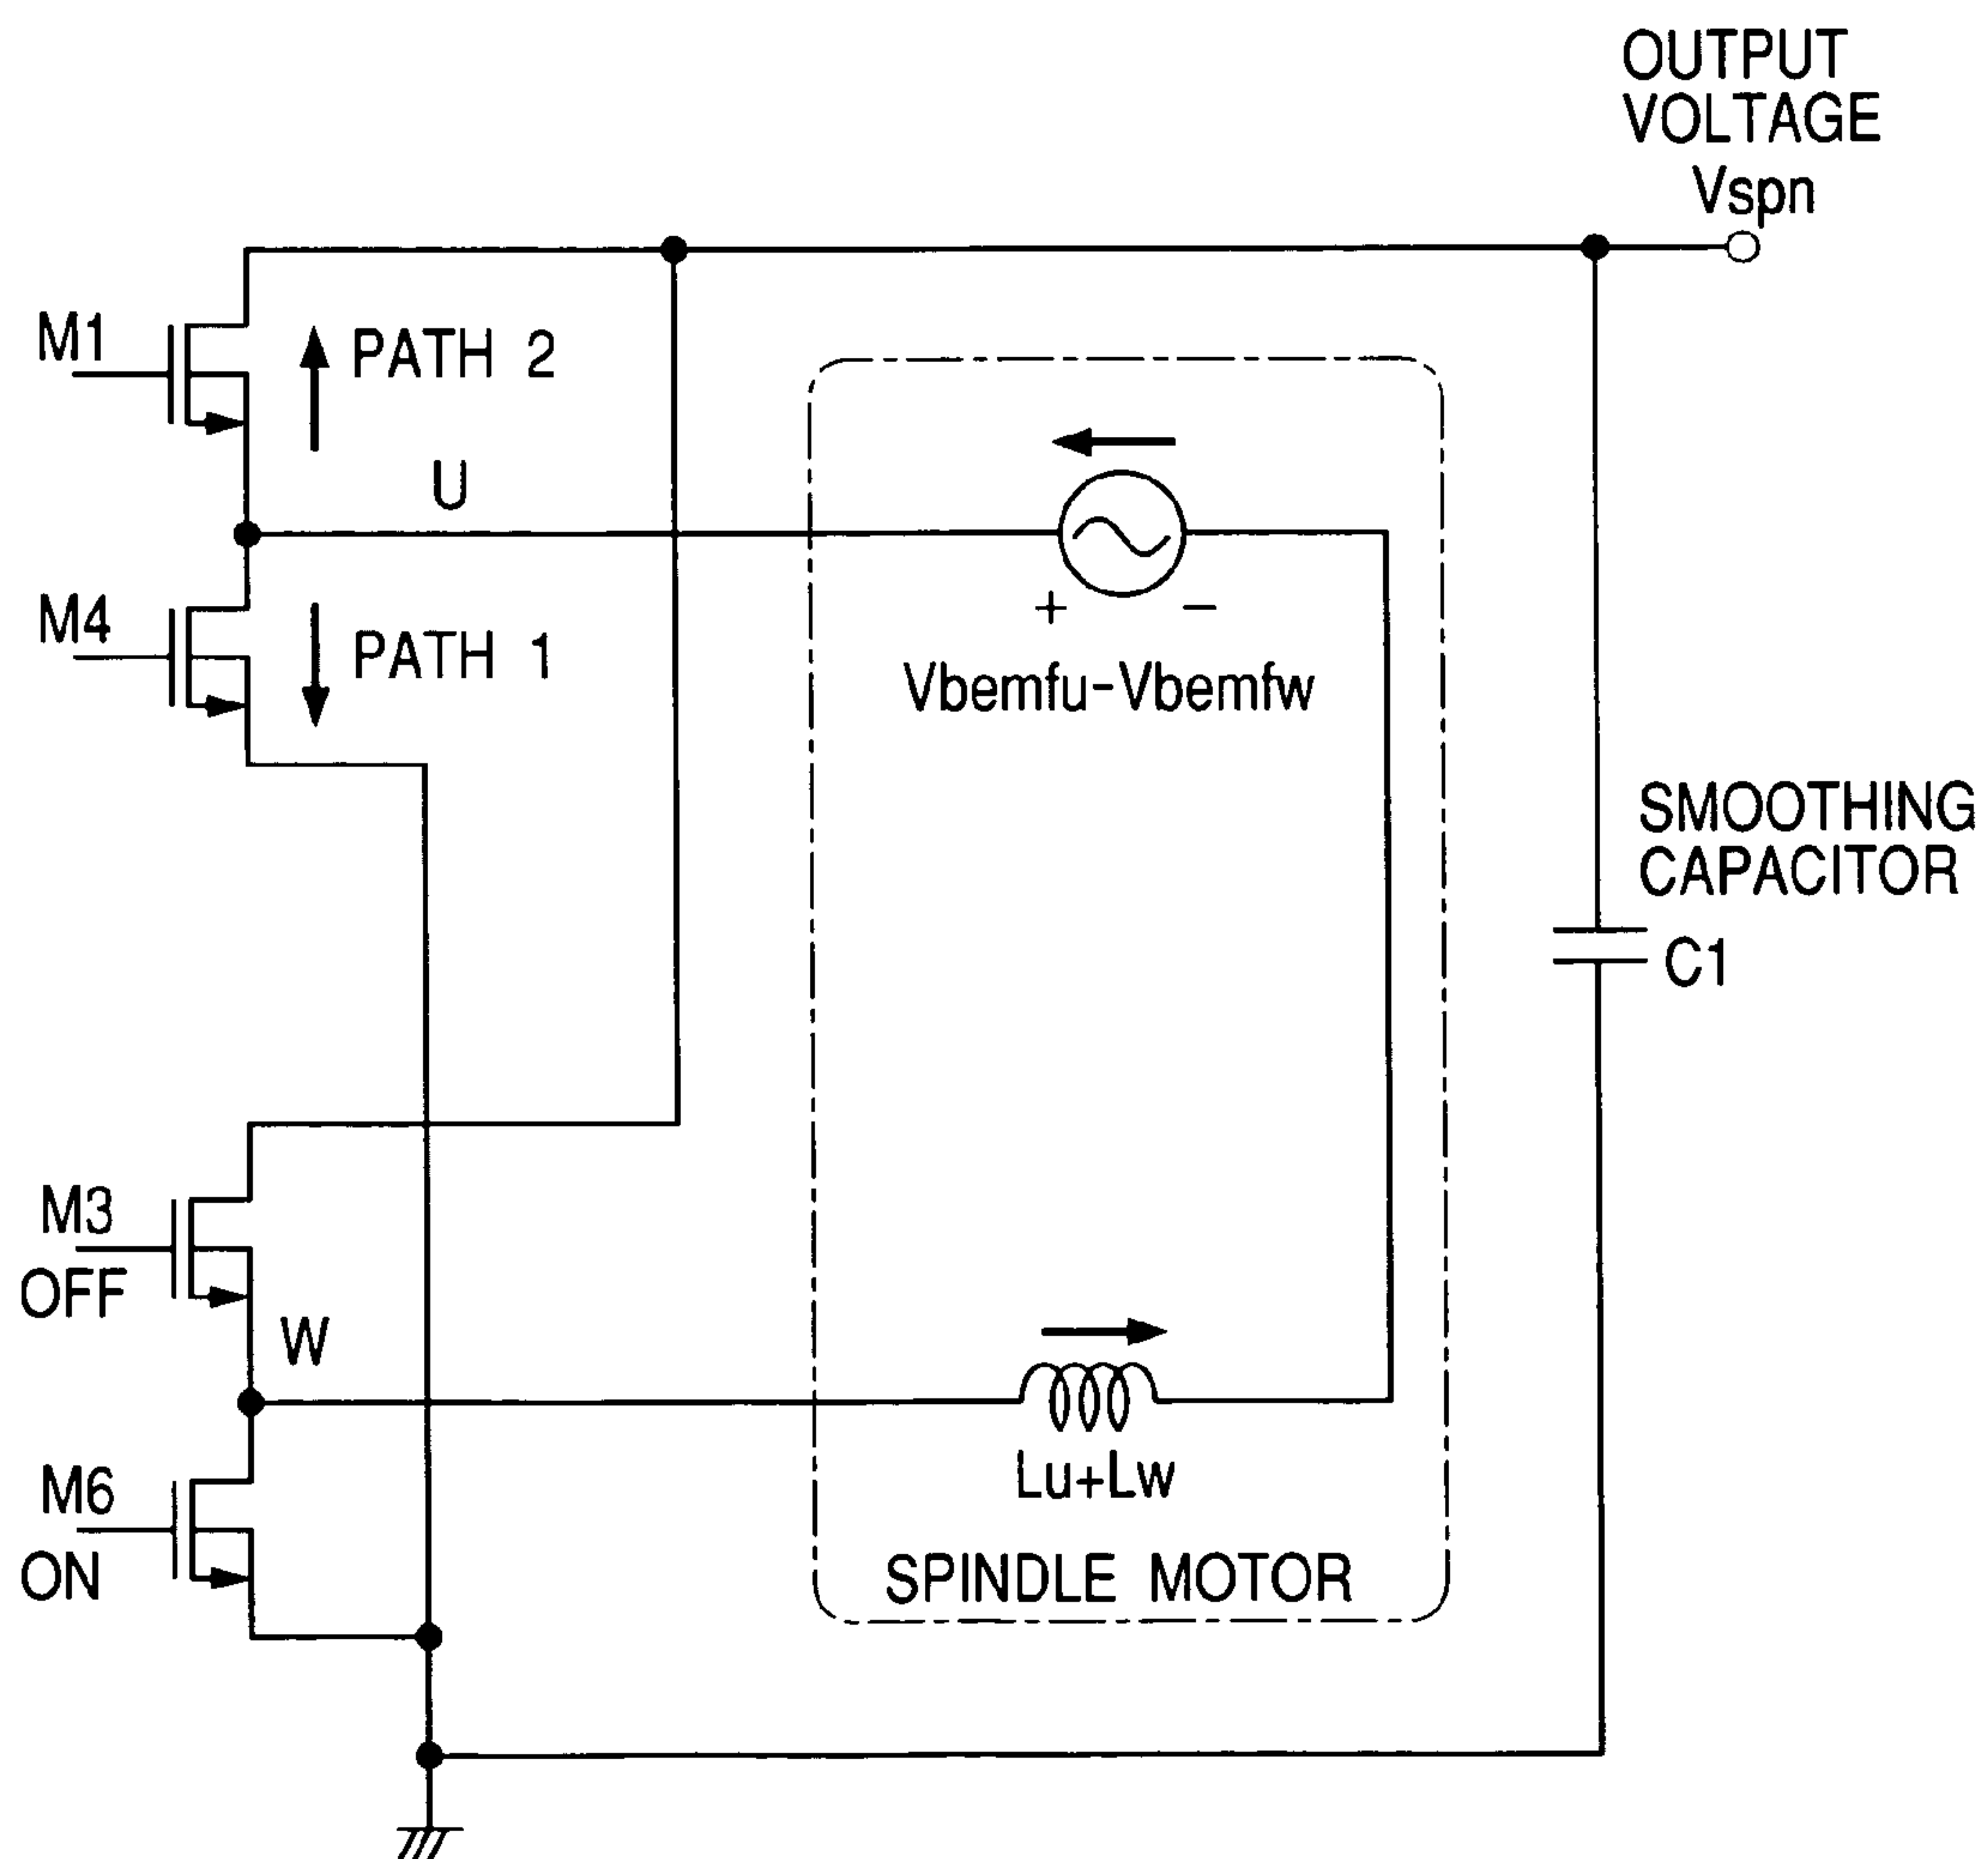 OUTPUT
VOLTAGE
Vspn
M1
PATH 2
U
M4
PATH 1
+ −
Vbemfu-Vbemfw
SMOOTHING
CAPACITOR
C1
M3
OFF
W
Lu+Lw
M6
ON
SPINDLE MOTOR